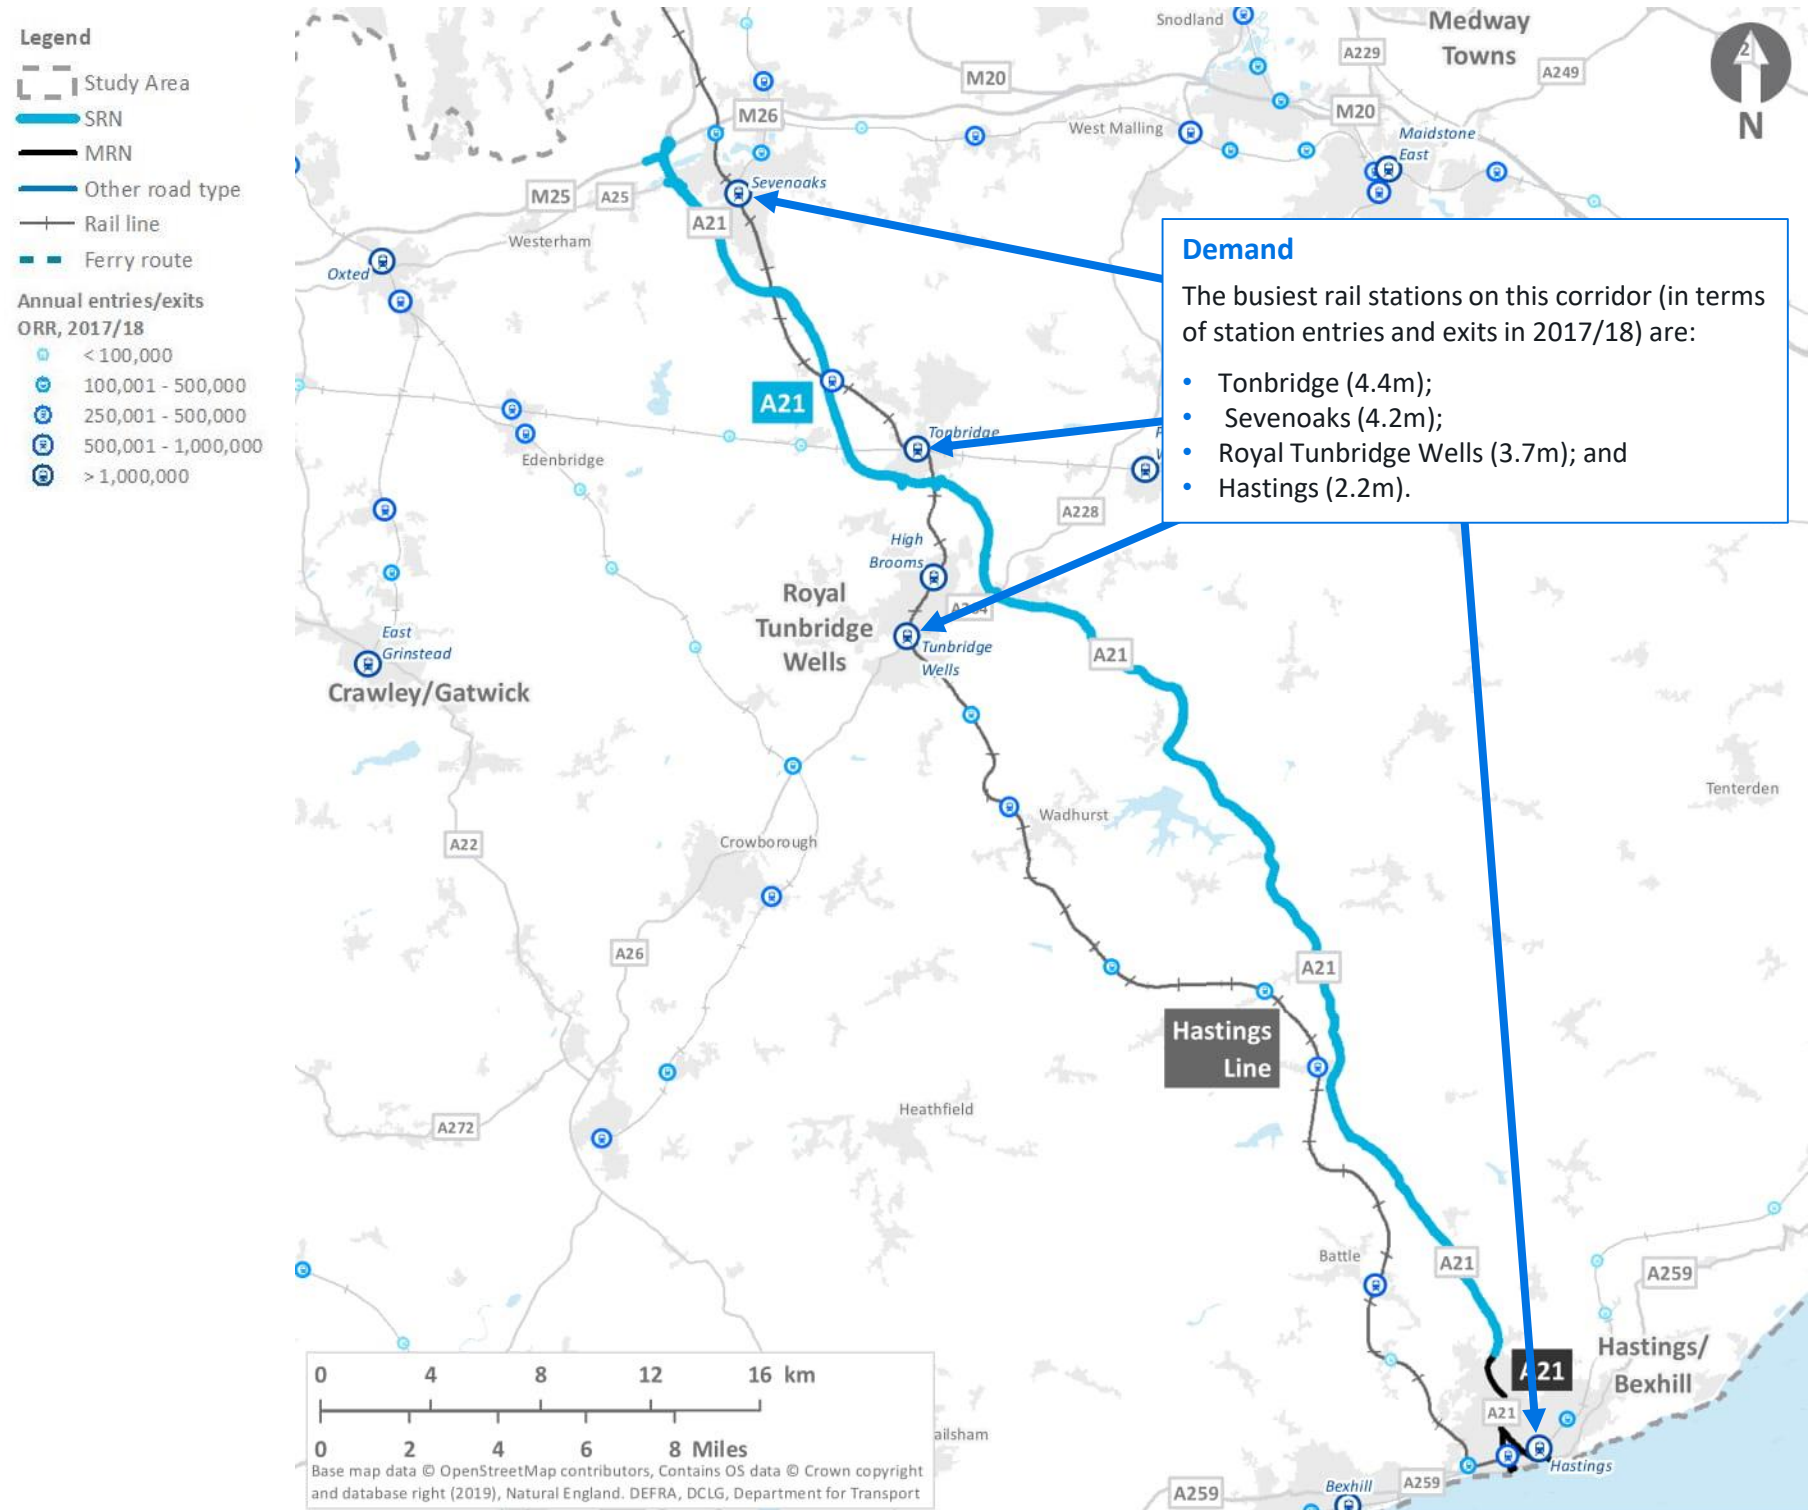 Legend
Study Area
SRN
MRN
Other road type
Rail line
Ferry route
Annual entries/exits
ORR, 2017/18
< 100,000
100,001 - 500,000
250,001 - 500,000
500,001 - 1,000,000
> 1,000,000
Snodland
Medway
Towns
A229
A249
M20
M20
M26
West Malling
Maidstone
East
2
N
Sevenoaks
M25
A25
A21
Westerham
Oxted
Demand
The busiest rail stations on this corridor (in terms
of station entries and exits in 2017/18) are:
• Tonbridge (4.4m);
• Sevenoaks (4.2m);
• Royal Tunbridge Wells (3.7m); and
• Hastings (2.2m).
A21
Tonbridge
Edenbridge
A228
High
Brooms
Royal
Tunbridge
Wells
Tunbridge
Wells
East
Grinstead
Crawley/Gatwick
A21
Tenterden
Wadhurst
Crowborough
A22
A26
A21
Hastings
Line
Heathfield
A272
Battle
A21
A259
Hastings/
Bexhill
A21
A21
Hastings
Bexhill
A259
A259
ailsham
0 4 8 12 16 km
0 2 4 6 8 Miles
Base map data © OpenStreetMap contributors, Contains OS data © Crown copyright
and database right (2019), Natural England. DEFRA, DCLG, Department for Transport